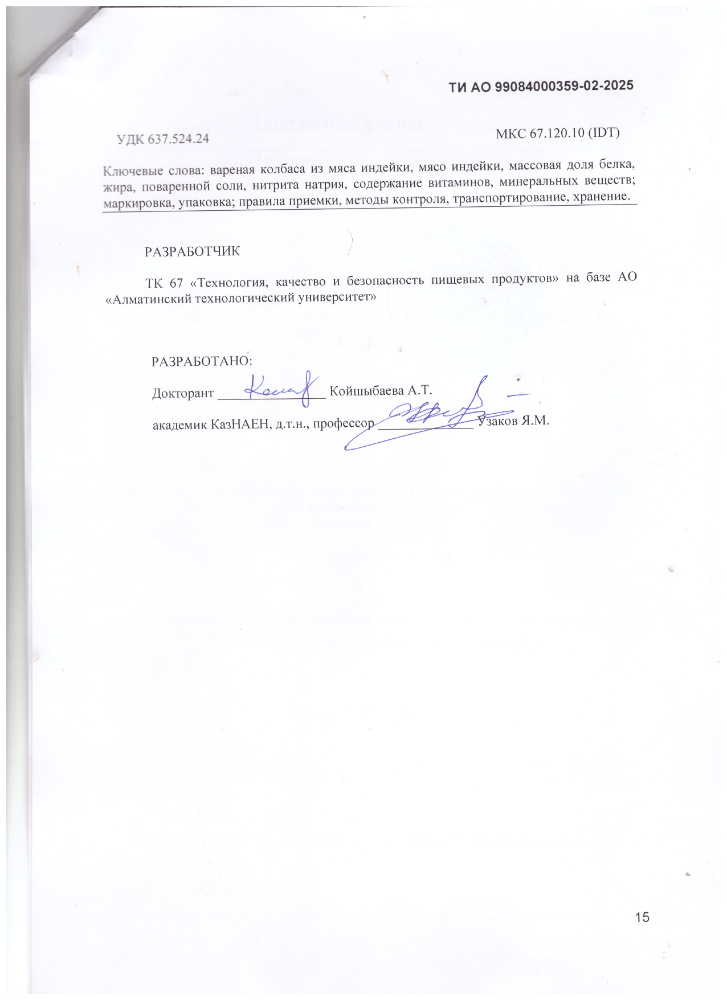 ТИ АО 99084000359-02-2025
УДК 637.524.24 МКС 67.120.10 (IDT)
Ключевые слова: вареная колбаса из мяса индейки, мясо индейки, массовая доля белка,
жира, поваренной соли, нитрита натрия, содержание витаминов, минеральных веществ;
маркировка, упаковка; правила приемки, методы контроля, транспортирование, хранение.
РАЗРАБОТЧИК
ТК 67 «Технология, качество и безопасность пищевых продуктов» на базе АО
«Алматинский технологический университет»
РАЗРАБОТАНО:
Докторант ________________ Койшыбаева А.Т.
академик КазНАЕН, д.т.н., профессор ______________ Узаков Я.М.
15